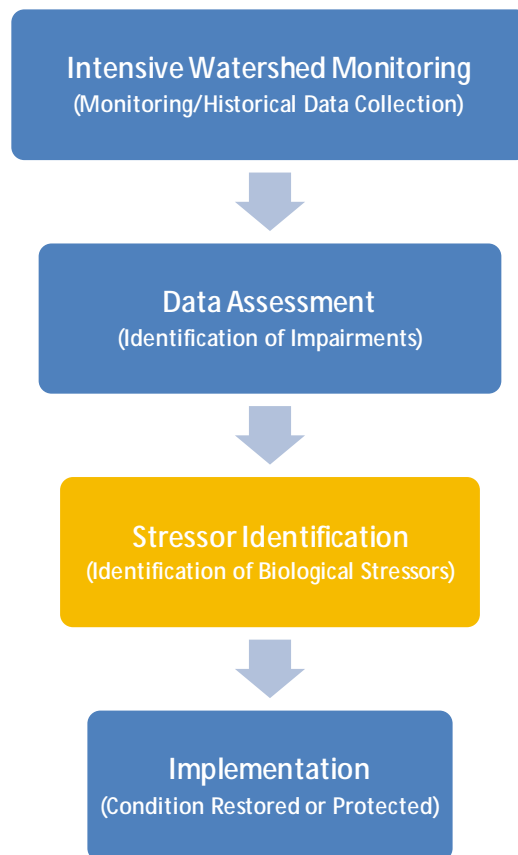 Intensive Watershed Monitoring
(Monitoring/Historical Data Collection)
Data Assessment
(Identification of Impairments)
Stressor Identification
(Identification of Biological Stressors)
Implementation
(Condition Restored or Protected)